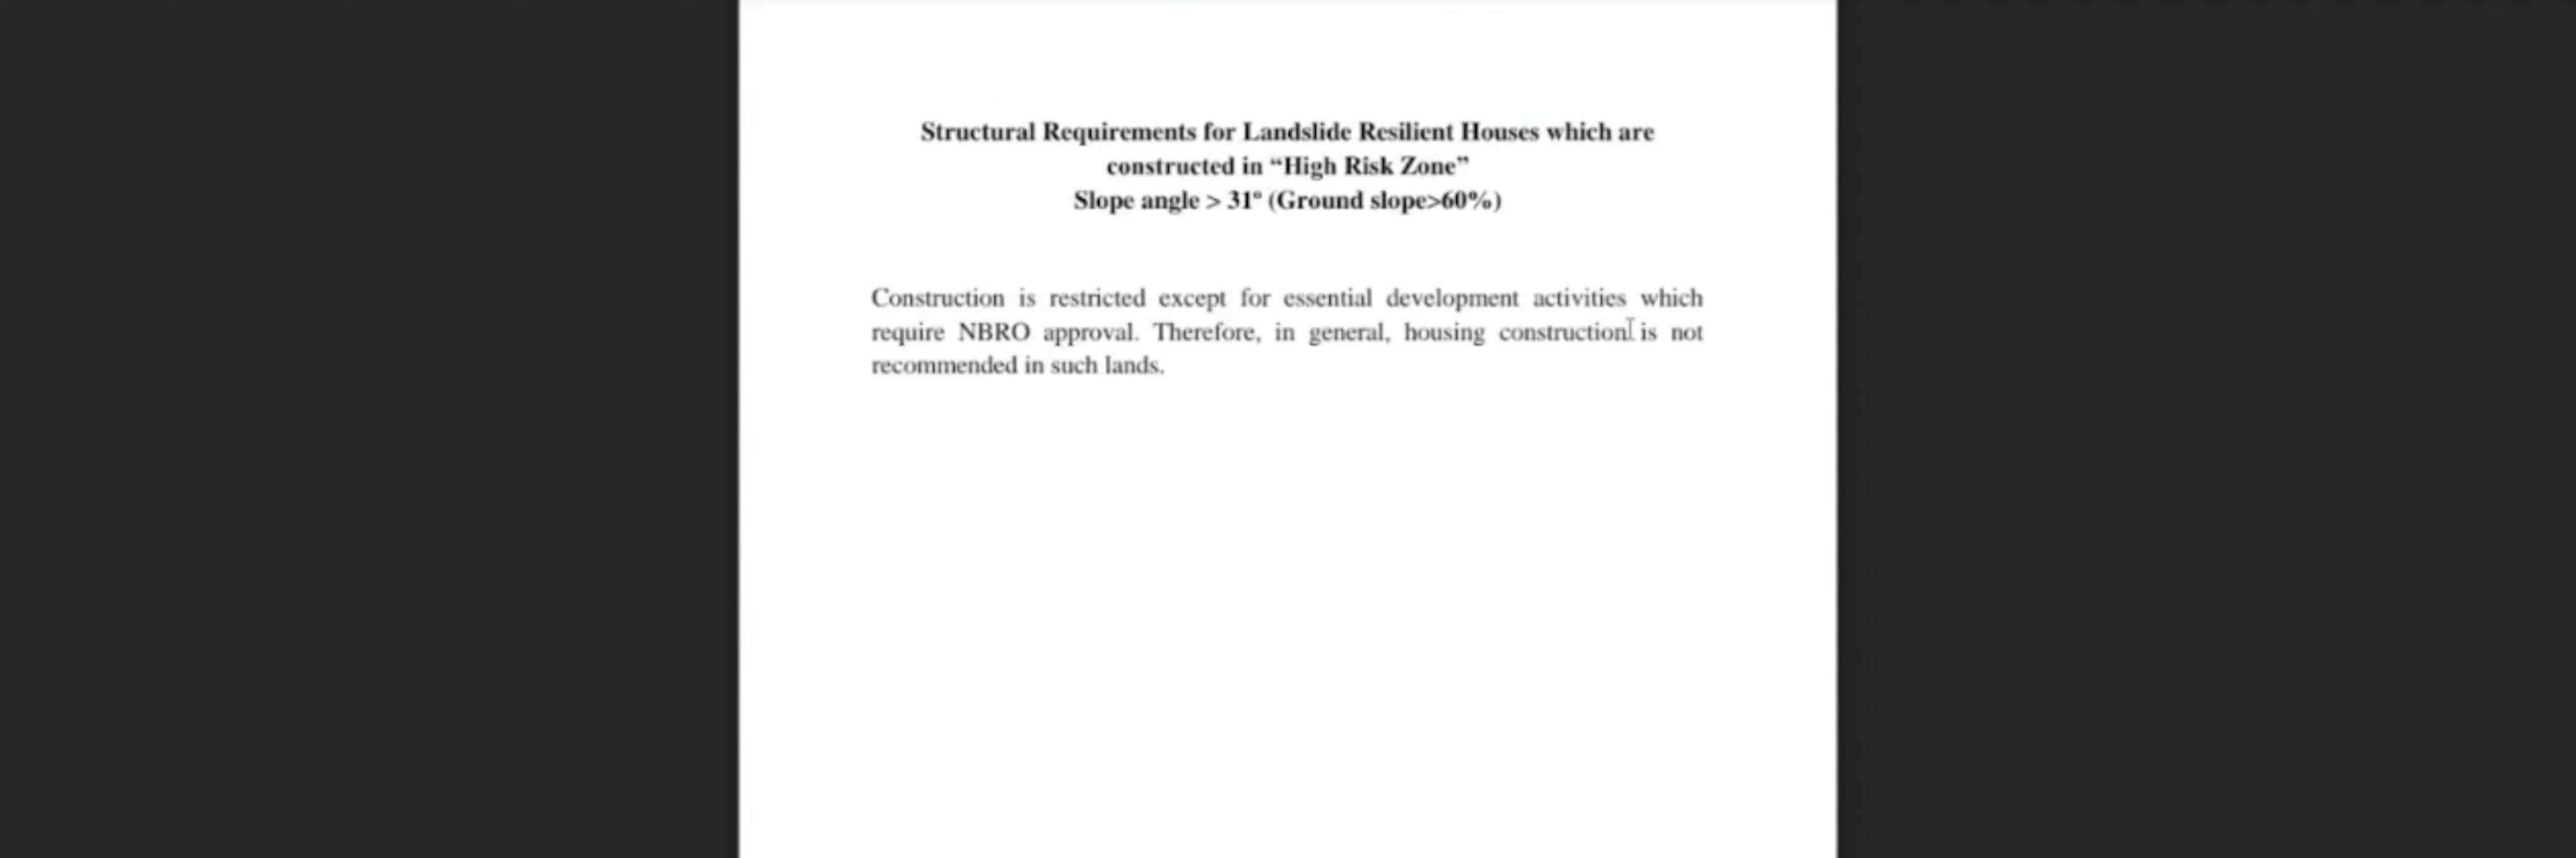 Structural Requirements for Landslide Resilient Houses which are
constructed in “High Risk Zone”
Slope angle > 31º (Ground slope>60%)
Construction is restricted except for essential development activities which
require NBRO approval. Therefore, in general, housing construction is not
recommended in such lands.